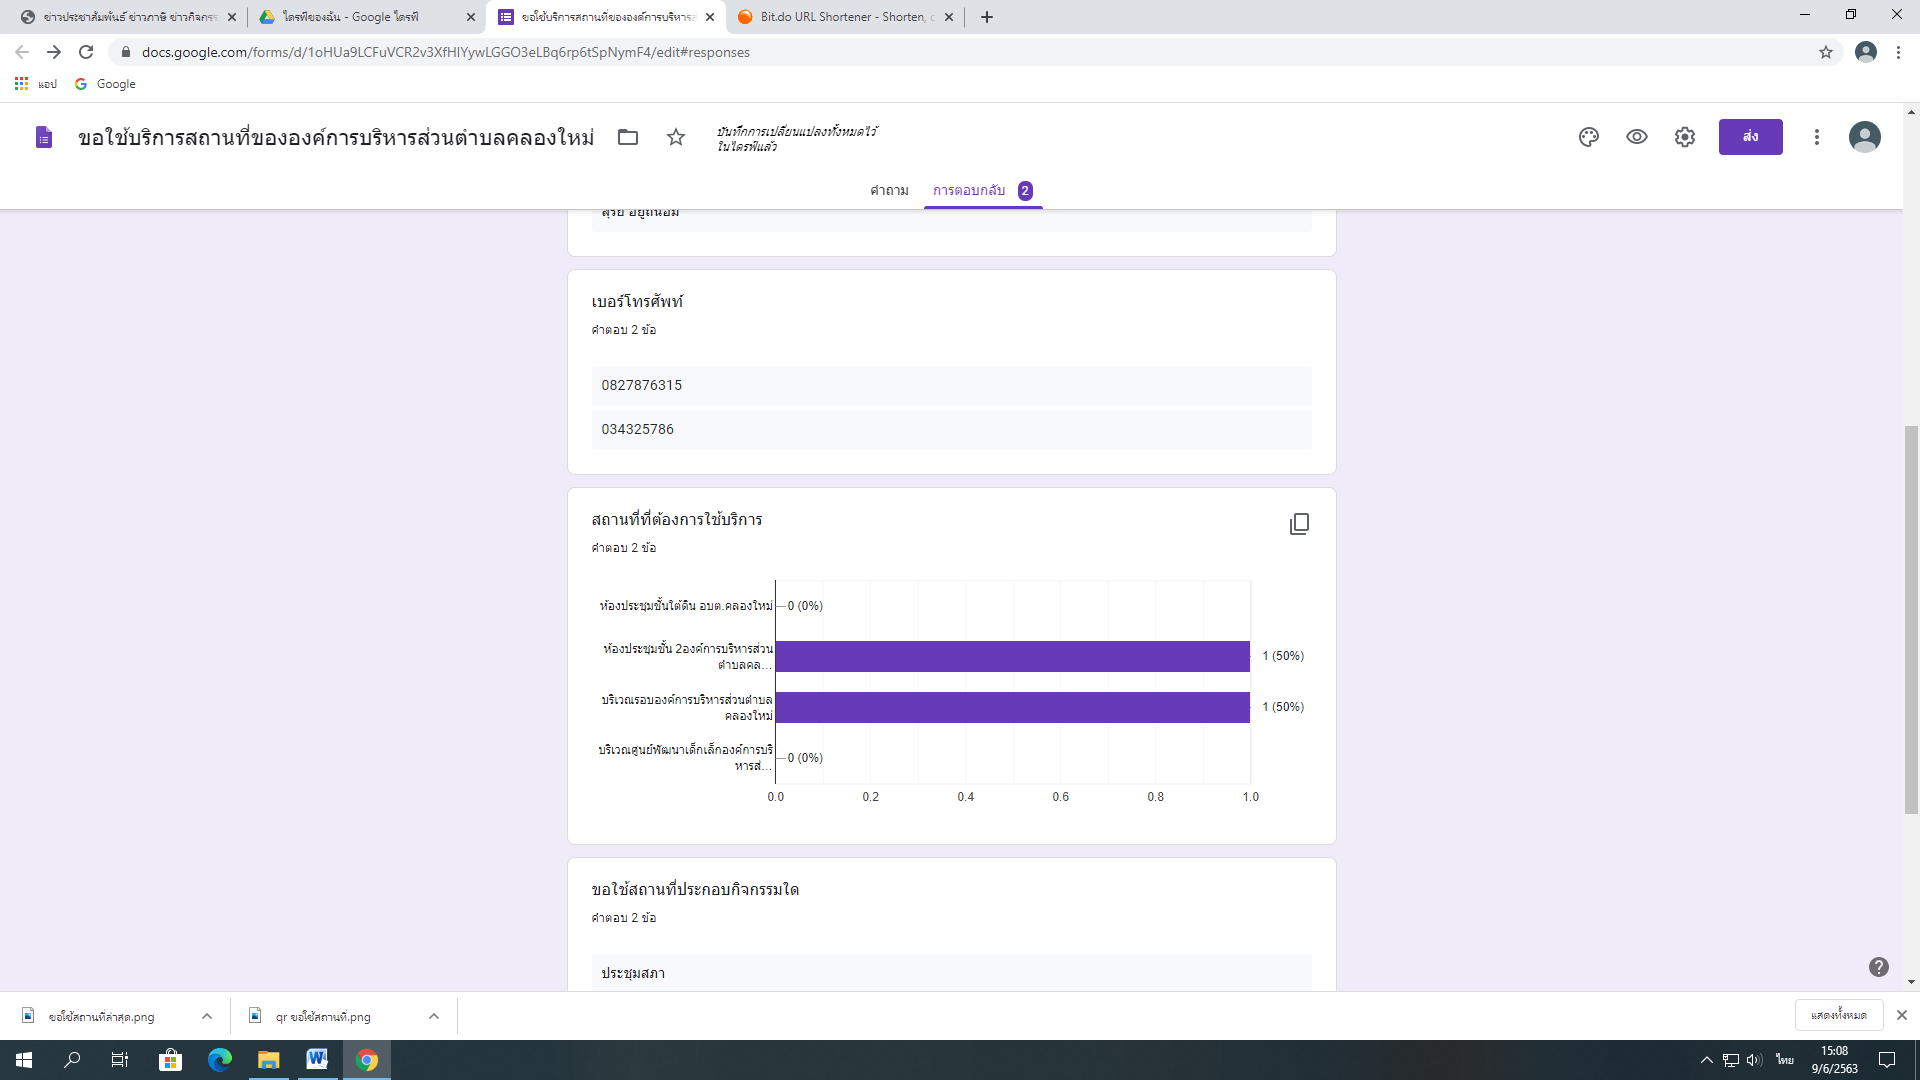 ข่าวประชาสัมพันธ์ ข่าวภาษี ข่าวกิจกร
ไดรฟ์ของฉัน - Google ไดรฟ์
ขอใช้บริการสถานที่ขององค์การบริหารส
Bit.do URL Shortener - Shorten, c
docs.google.com/forms/d/1oHUa9LCFuVCR2v3XfHIYywLGGO3eLBq6rp6tSpNymF4/edit#responses
แอป
Google
ขอใช้บริการสถานที่ขององค์การบริหารส่วนตำบลคลองใหม่
บันทึกการเปลี่ยนแปลงทั้งหมดไว้
ในไดรฟ์แล้ว
ส่ง
คำถาม
การตอบกลับ 2
เบอร์โทรศัพท์
คำตอบ 2 ข้อ
0827876315
034325786
สถานที่ที่ต้องการใช้บริการ
คำตอบ 2 ข้อ
ห้องประชุมชั้นใต้ดิน อบต.คลองใหม่
0 (0%)
ห้องประชุมชั้น 2องค์การบริหารส่วน
ตำบลคล…
1 (50%)
บริเวณรอบองค์การบริหารส่วนตำบล
คลองใหม่
1 (50%)
บริเวณศูนย์พัฒนาเด็กเล็กองค์การบริ
หารส่…
0 (0%)
0.0 0.2 0.4 0.6 0.8 1.0
ขอใช้สถานที่ประกอบกิจกรรมใด
คำตอบ 2 ข้อ
ประชุมสภา
ขอใช้สถานที่ล่าสุด.png
qr ขอใช้สถานที่.png
แสดงทั้งหมด
ไทย
15:08
9/6/2563